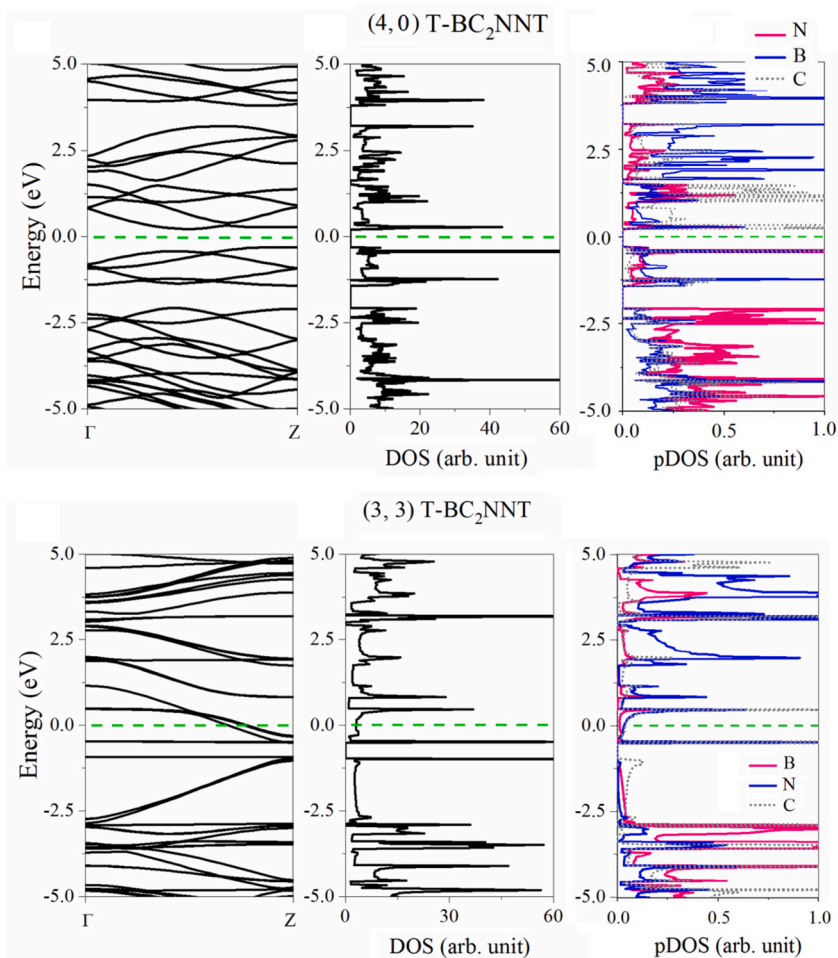 (4, 0) T-BC₂NNT
N
B
C
5.0
2.5
0.0
-2.5
-5.0
Energy (eV)
Γ
Z
5.0
2.5
0.0
-2.5
-5.0
0
20
40
60
DOS (arb. unit)
5.0
2.5
0.0
-2.5
-5.0
0.0
0.5
1.0
pDOS (arb. unit)
(3, 3) T-BC₂NNT
5.0
2.5
0.0
-2.5
-5.0
Energy (eV)
Γ
Z
5.0
2.5
0.0
-2.5
-5.0
0
30
60
DOS (arb. unit)
B
N
C
5.0
2.5
0.0
-2.5
-5.0
0.0
0.5
1.0
pDOS (arb. unit)